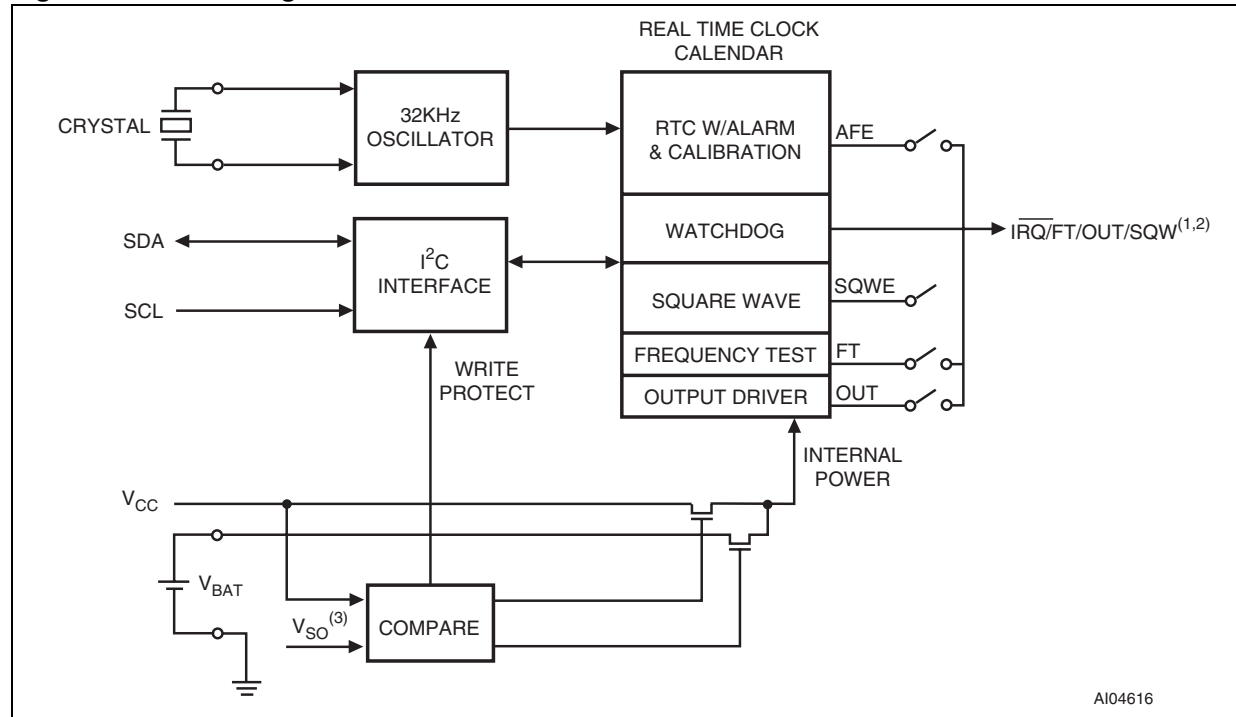 REAL TIME CLOCK
CALENDAR
CRYSTAL
32KHz
OSCILLATOR
RTC W/ALARM
& CALIBRATION
AFE
SDA
SCL
I2C
INTERFACE
WATCHDOG
IRQ/FT/OUT/SQW(1,2)
SQUARE WAVE
SQWE
FREQUENCY TEST
FT
OUTPUT DRIVER
OUT
WRITE
PROTECT
INTERNAL
POWER
VCC
VBAT
VSO(3)
COMPARE
AI04616